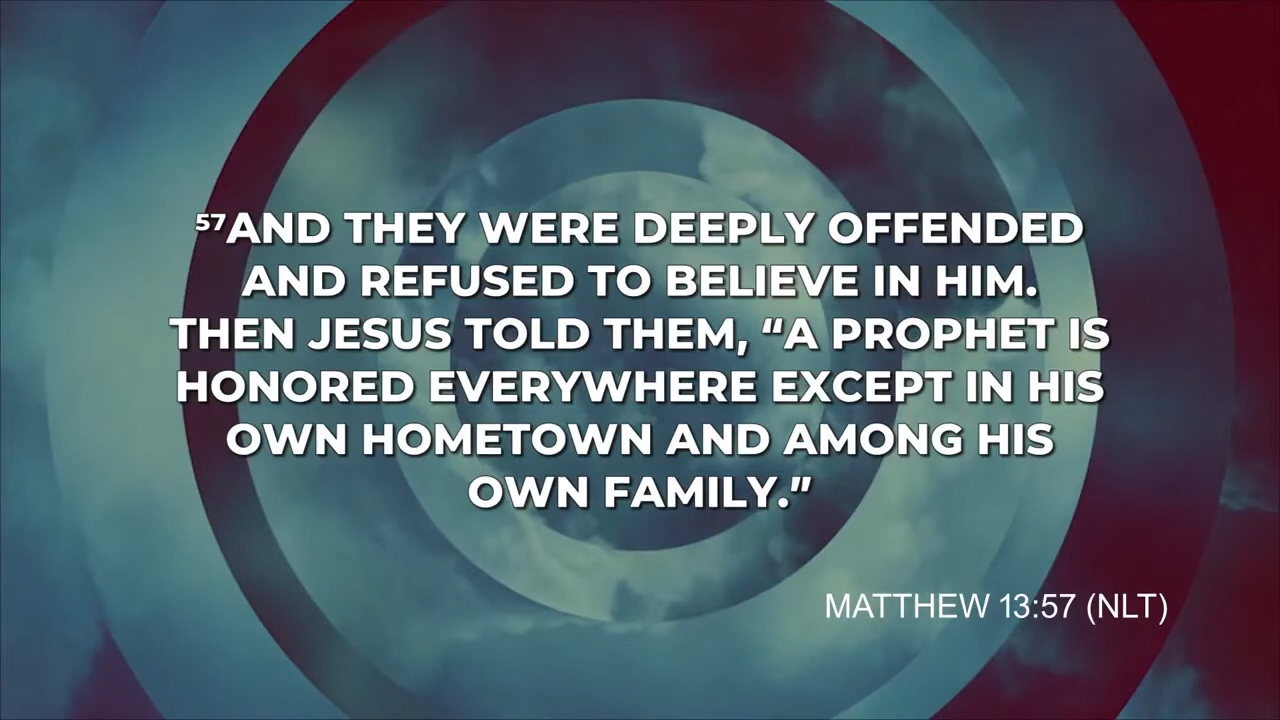 ⁵⁷AND THEY WERE DEEPLY OFFENDED
AND REFUSED TO BELIEVE IN HIM.
THEN JESUS TOLD THEM, “A PROPHET IS
HONORED EVERYWHERE EXCEPT IN HIS
OWN HOMETOWN AND AMONG HIS
OWN FAMILY.”
MATTHEW 13:57 (NLT)